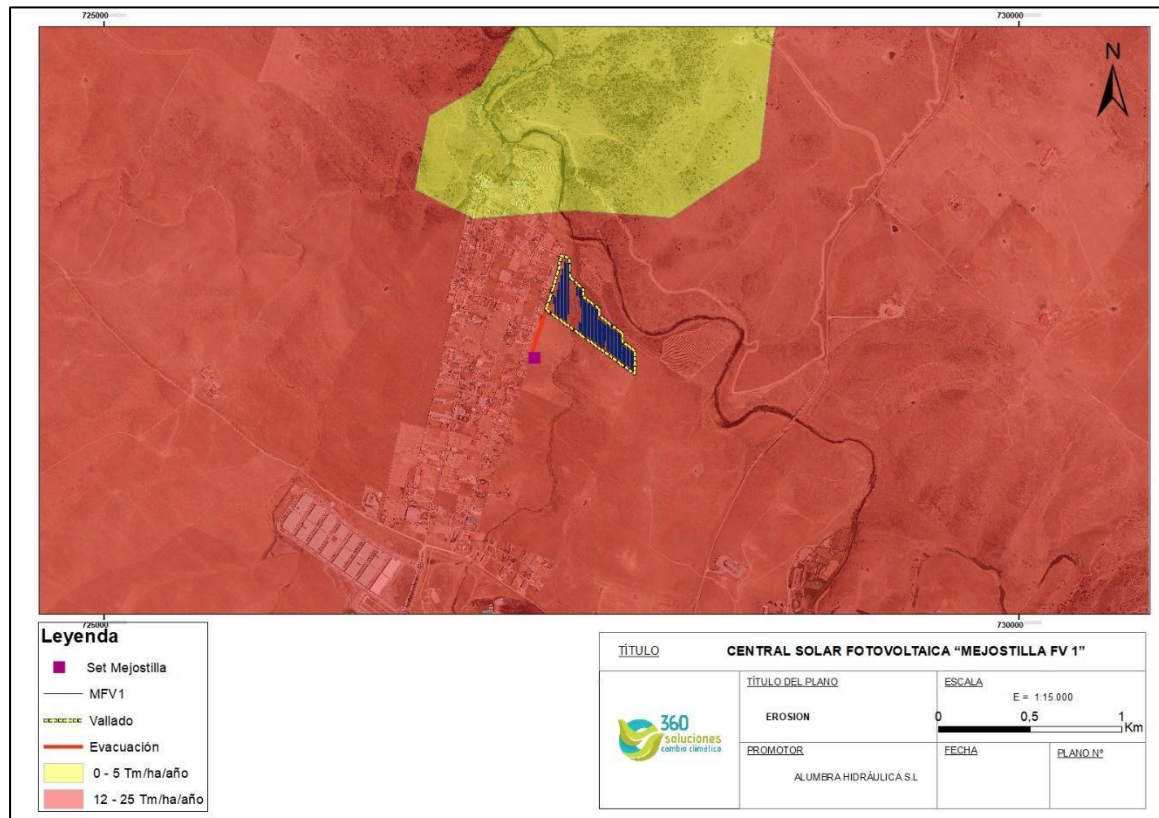 725000
730000
N
725000
730000
Leyenda
Set Mejostilla
MFV1
Vallado
Evacuación
0 - 5 Tm/ha/año
12 - 25 Tm/ha/año
TÍTULO
CENTRAL SOLAR FOTOVOLTAICA “MEJOSTILLA FV 1”
360
soluciones
cambio climático
TÍTULO DEL PLANO
EROSION
ESCALA
E = 1:15.000
0 0,5 1
Km
PROMOTOR
ALUMBRA HIDRÀULICA S.L
FECHA
PLANO Nº